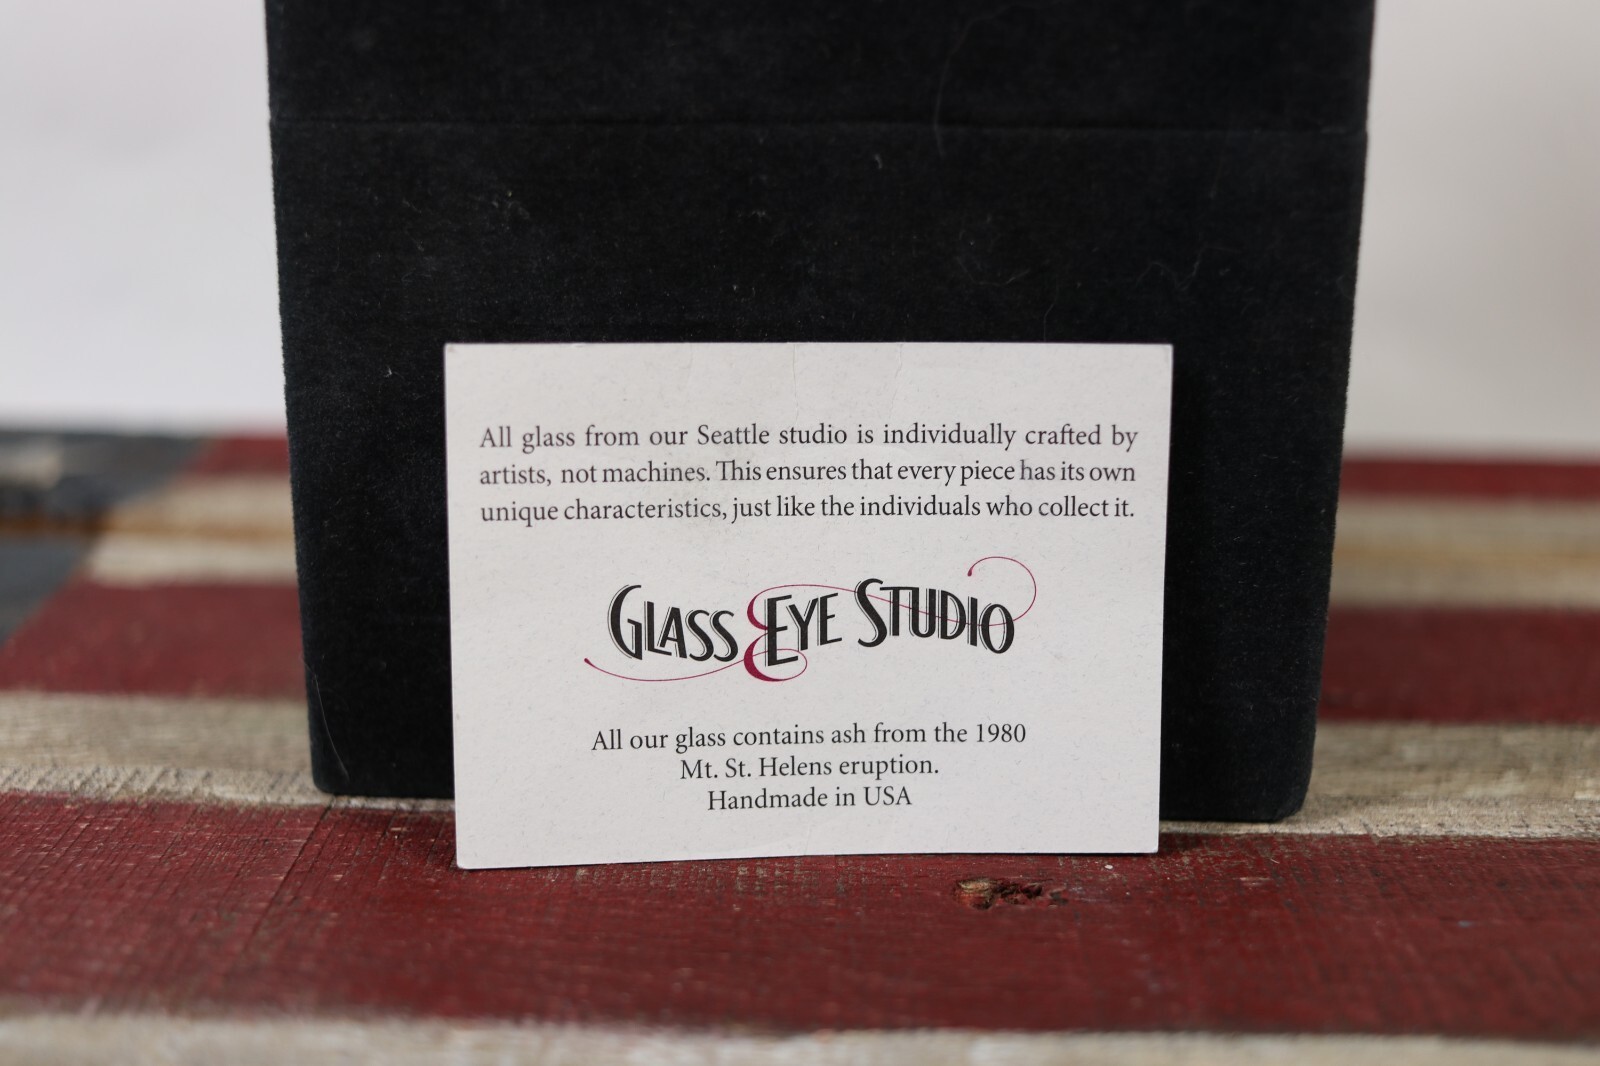 All glass from our Seattle studio is individually crafted by
artists, not machines. This ensures that every piece has its own
unique characteristics, just like the individuals who collect it.
GLASS EYE STUDIO
All our glass contains ash from the 1980
Mt. St. Helens eruption.
Handmade in USA